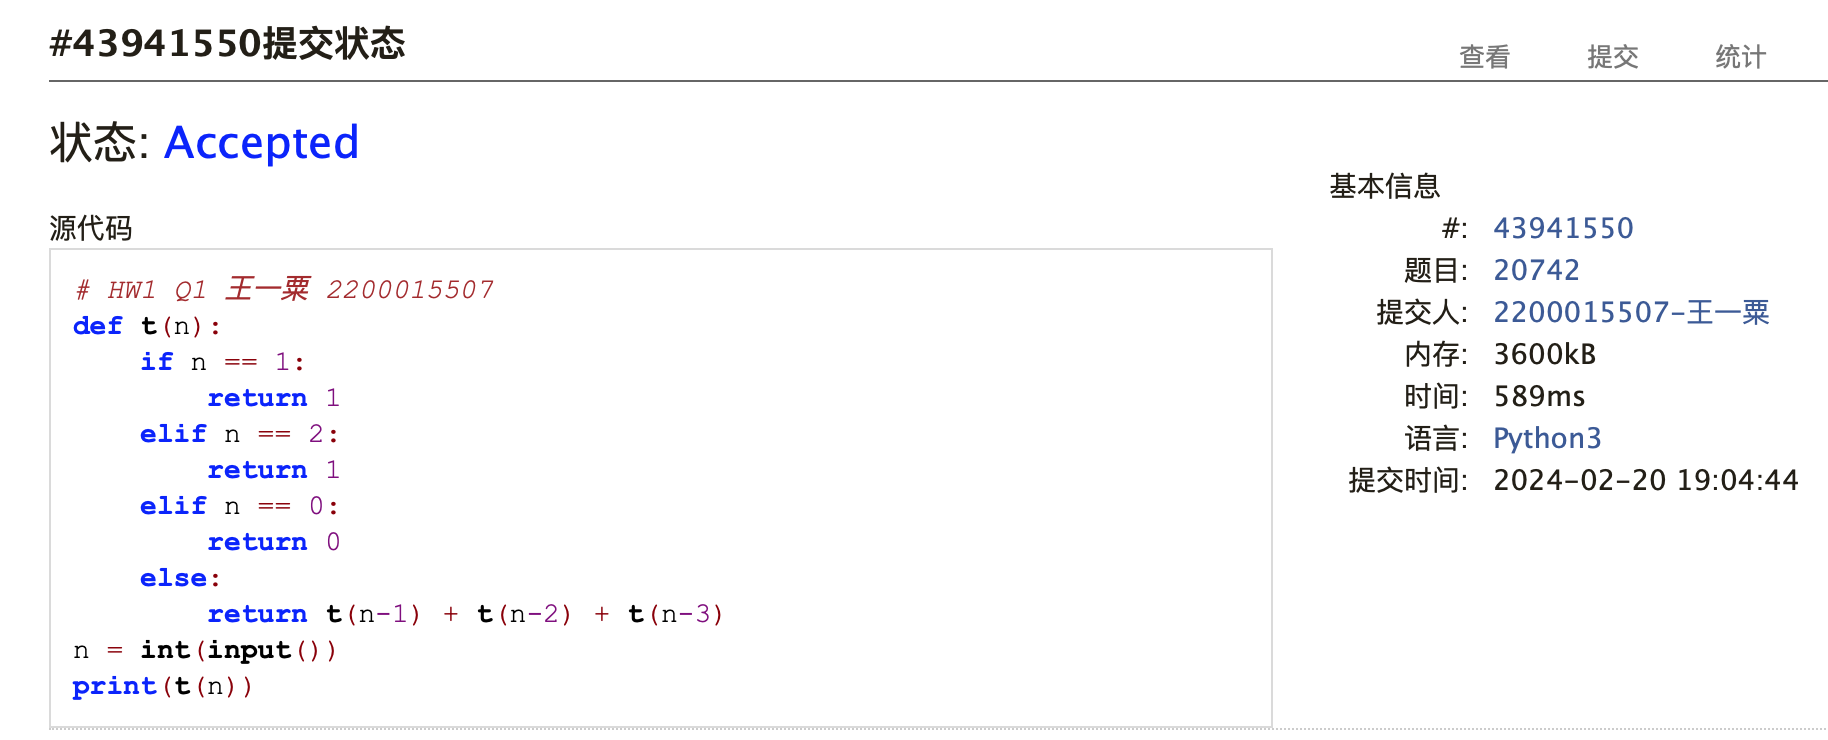 #43941550提交状态
查看 提交 统计
状态: Accepted
源代码
# HW1 Q1 王一粟 2200015507
def t(n):
    if n == 1:
        return 1
    elif n == 2:
        return 1
    elif n == 0:
        return 0
    else:
        return t(n-1) + t(n-2) + t(n-3)
n = int(input())
print(t(n))
基本信息
#: 43941550
题目: 20742
提交人: 2200015507-王一粟
内存: 3600kB
时间: 589ms
语言: Python3
提交时间: 2024-02-20 19:04:44